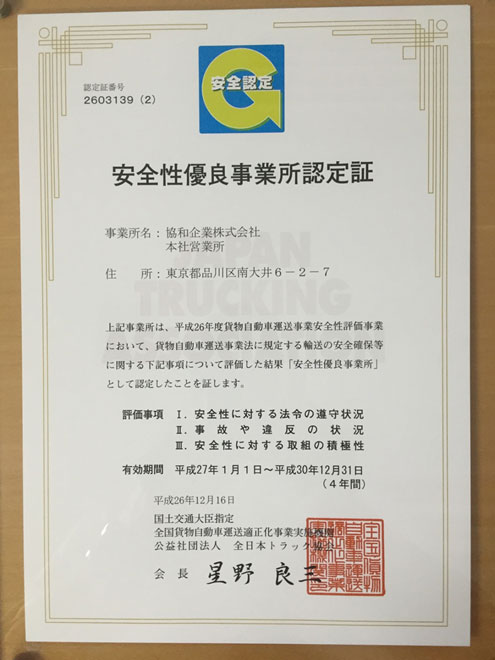 認定証番号
2603139（2）
安全認定
G
安全性優良事業所認定証
事業所名：協和企業株式会社
本社営業所
住　　所：東京都品川区南大井６－２－７
JAPAN
TRUCKING
上記事業所は、平成26年度貨物自動車運送事業安全性評価事業
において、貨物自動車運送事業法に規定する輸送の安全確保等
に関する下記事項について評価した結果「安全性優良事業所」
として認定したことを証します。
評価事項　Ⅰ．安全性に対する法令の遵守状況
Ⅱ．事故や違反の状況
Ⅲ．安全性に対する取組の積極性
有効期間　平成27年１月１日～平成30年12月31日
（４年間）
平成26年12月16日
国土交通大臣指定
全国貨物自動車運送適正化事業実施機関
公益社団法人　全日本トラック協会
会　長　星野　良三